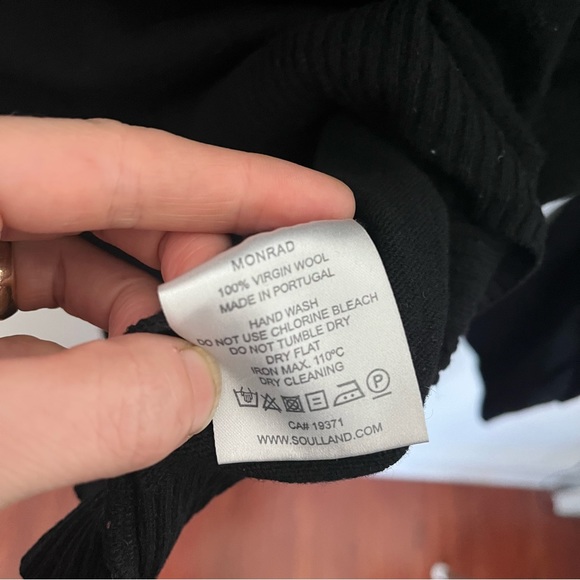 MONRAD
100% VIRGIN WOOL
MADE IN PORTUGAL
HAND WASH
DO NOT USE CHLORINE BLEACH
DO NOT TUMBLE DRY
DRY FLAT
IRON MAX. 110ºC
DRY CLEANING
P
CA# 19371
WWW.SOULLAND.COM